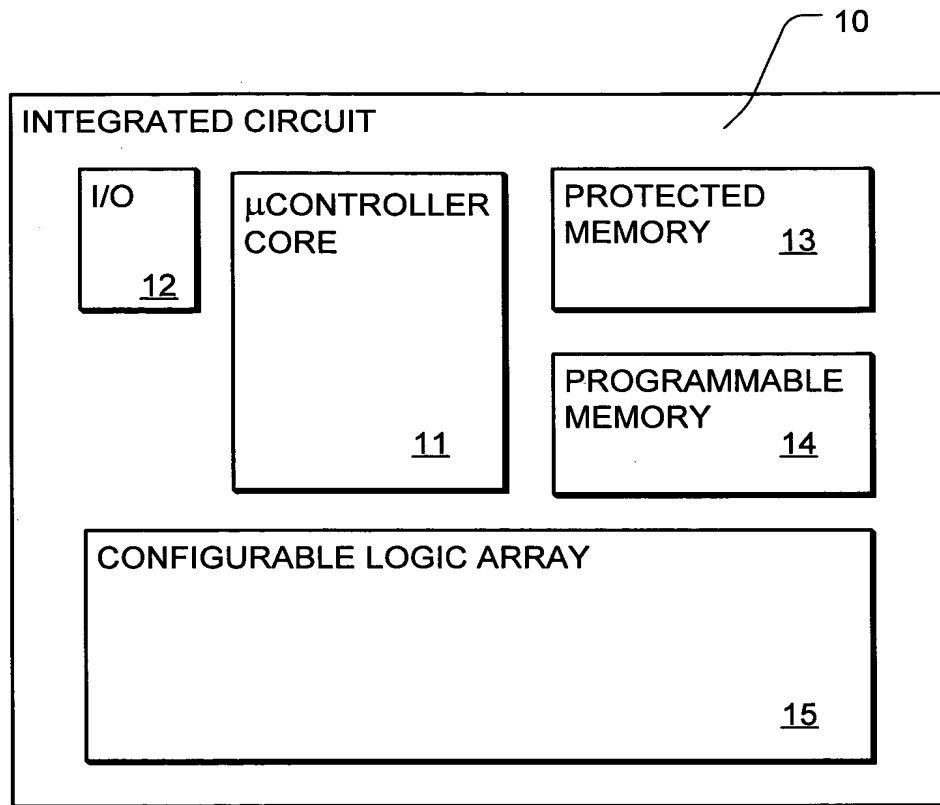 10
INTEGRATED CIRCUIT
I/O
12
μCONTROLLER
CORE
11
PROTECTED
MEMORY
13
PROGRAMMABLE
MEMORY
14
CONFIGURABLE LOGIC ARRAY
15